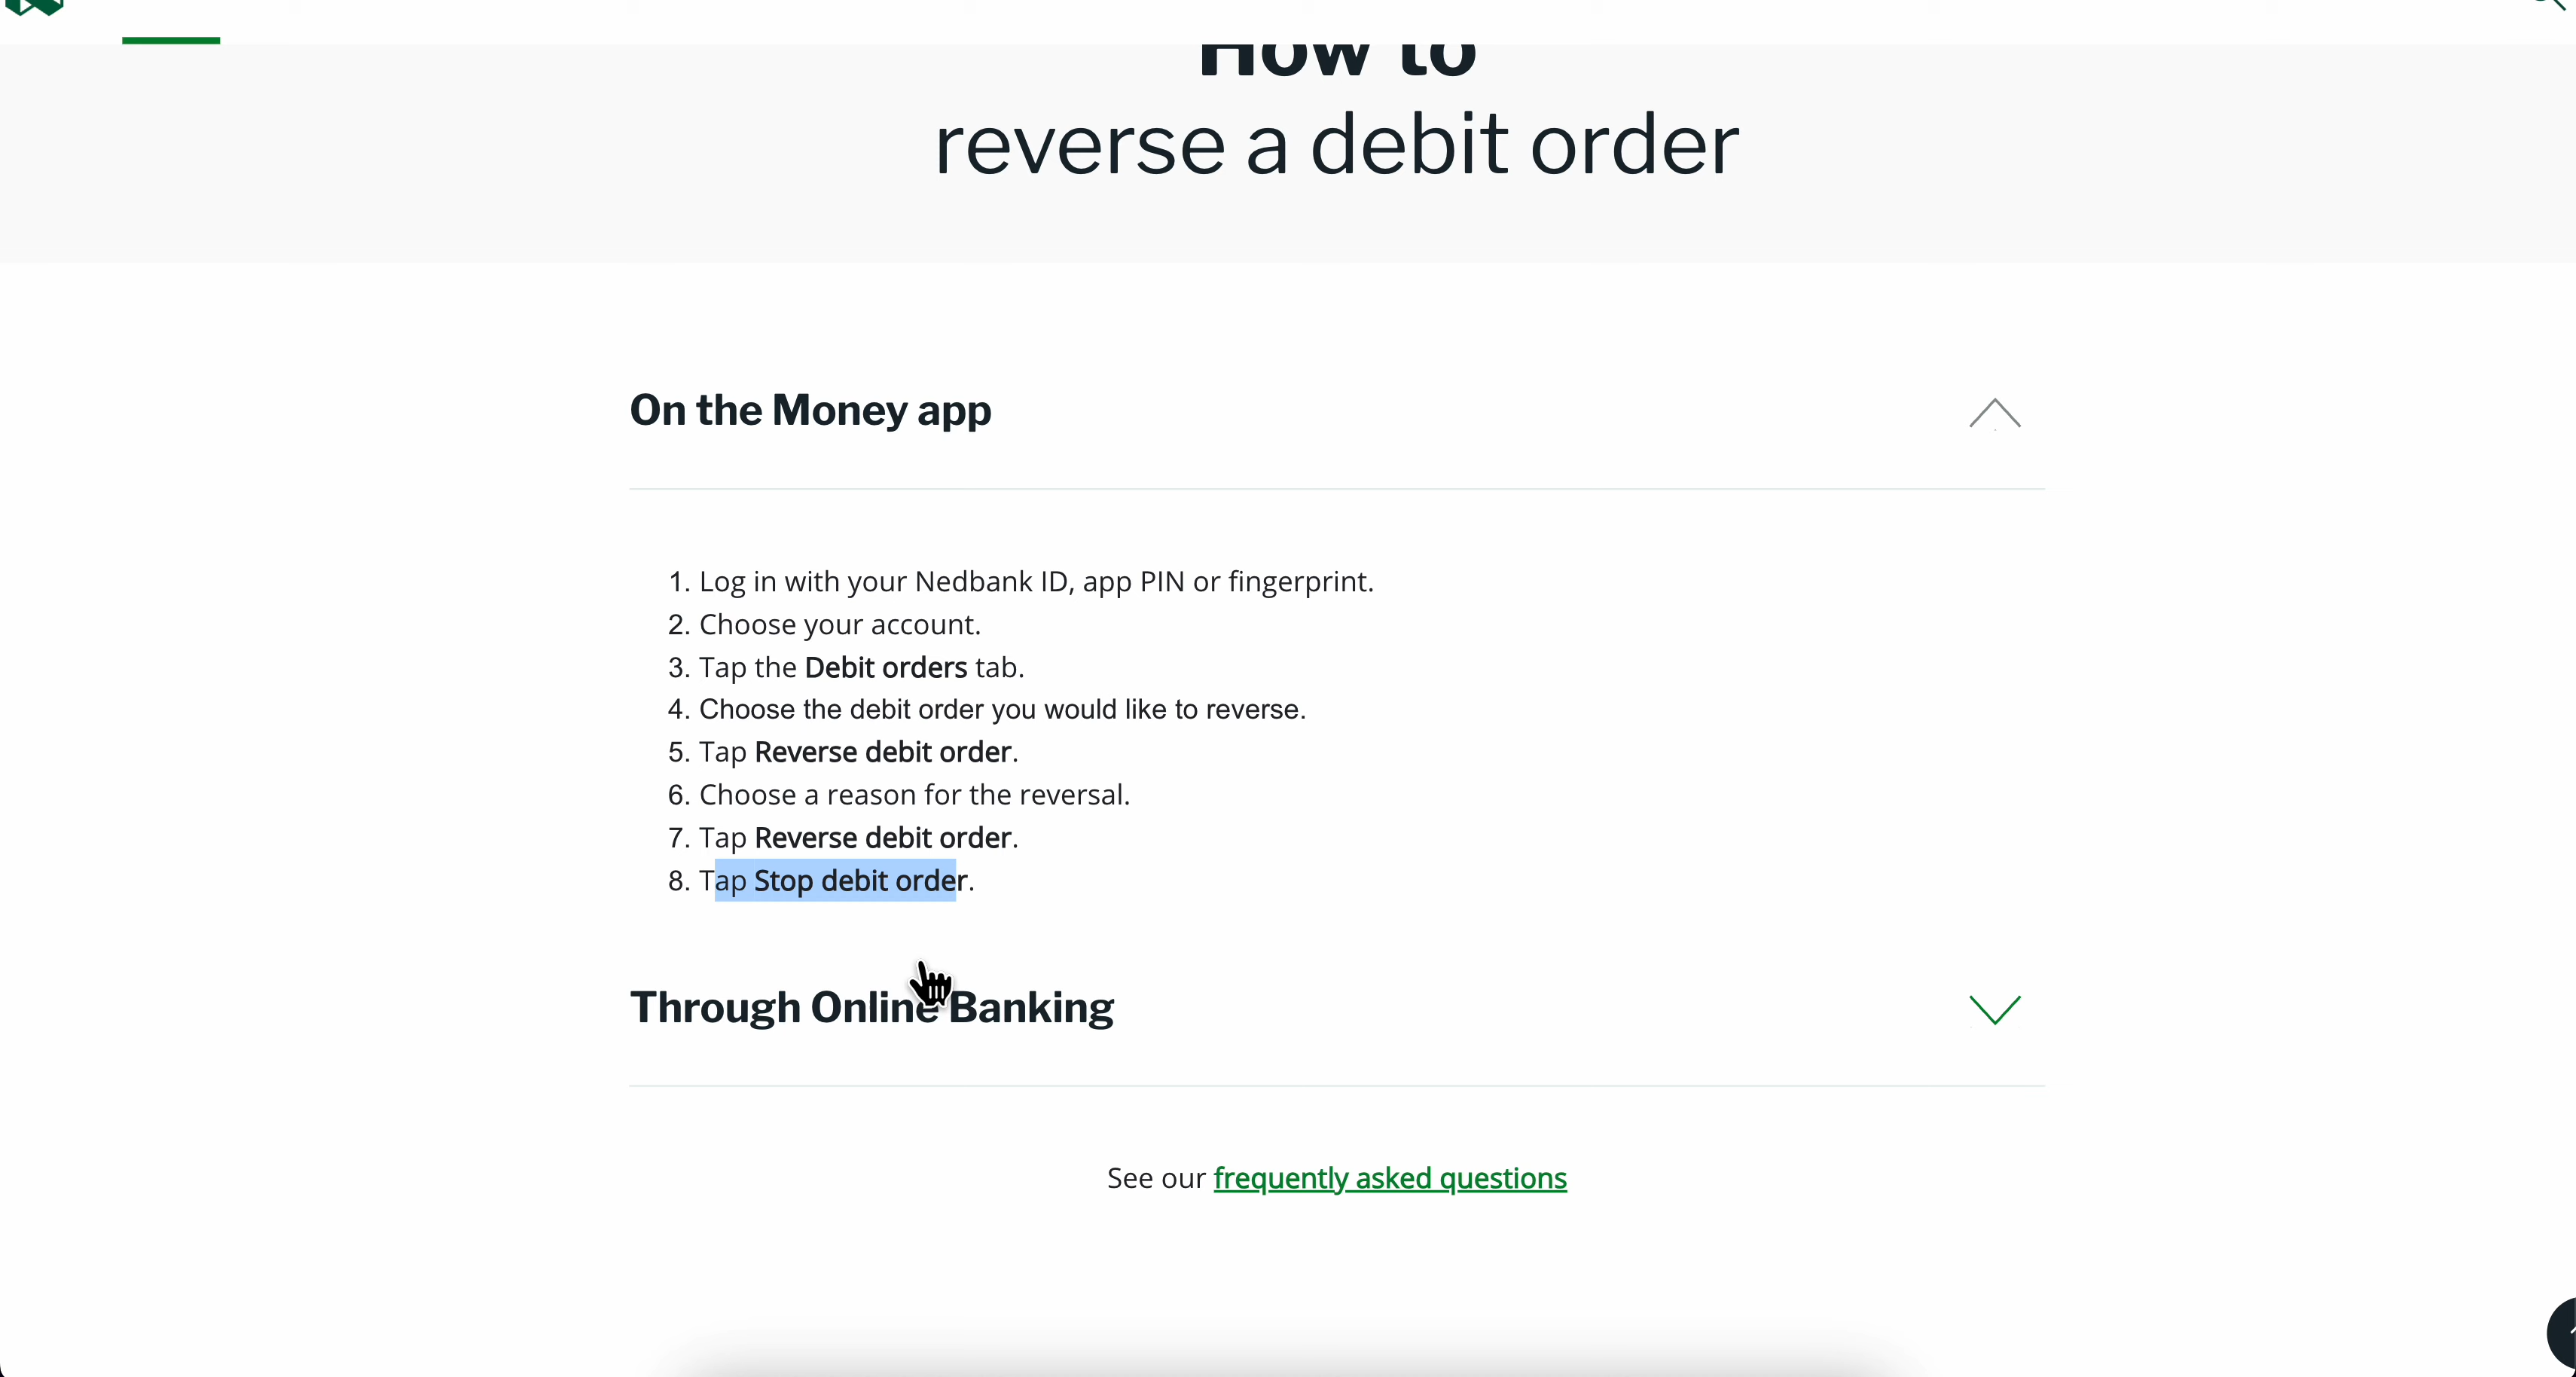 How to
reverse a debit order
On the Money app
1. Log in with your Nedbank ID, app PIN or fingerprint.
2. Choose your account.
3. Tap the Debit orders tab.
4. Choose the debit order you would like to reverse.
5. Tap Reverse debit order.
6. Choose a reason for the reversal.
7. Tap Reverse debit order.
8. Tap Stop debit order.
Through Online Banking
See our frequently asked questions